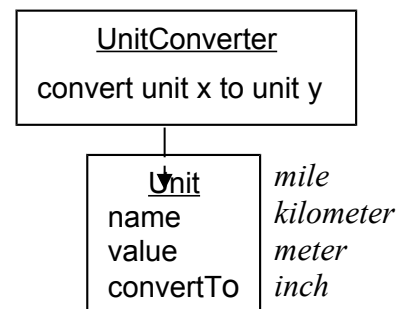 UnitConverter
convert unit x to unit y
Unit
name
value
convertTo
mile
kilometer
meter
inch